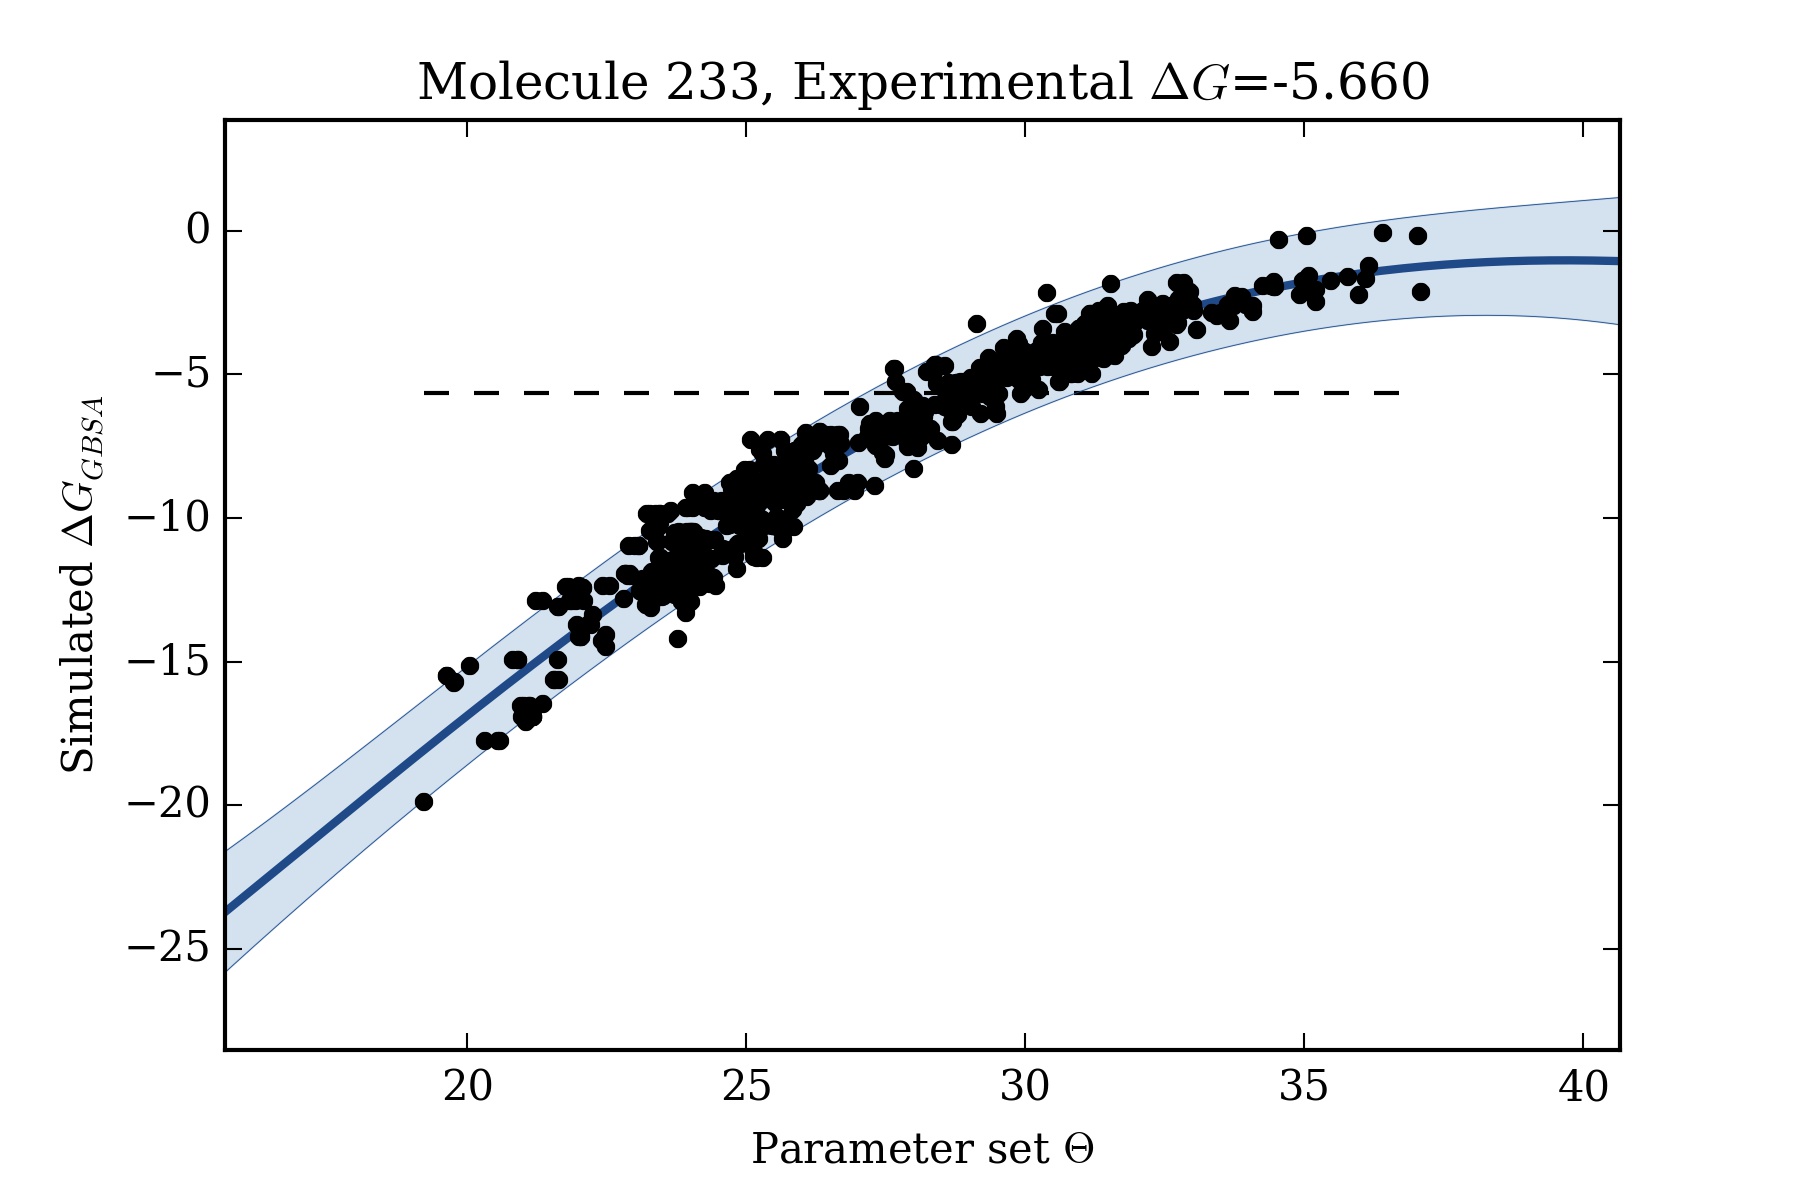 Molecule 233, Experimental ΔG=-5.660
0
−5
−10
−15
−20
−25
Simulated ΔG_GBSA
20 25 30 35 40
Parameter set Θ